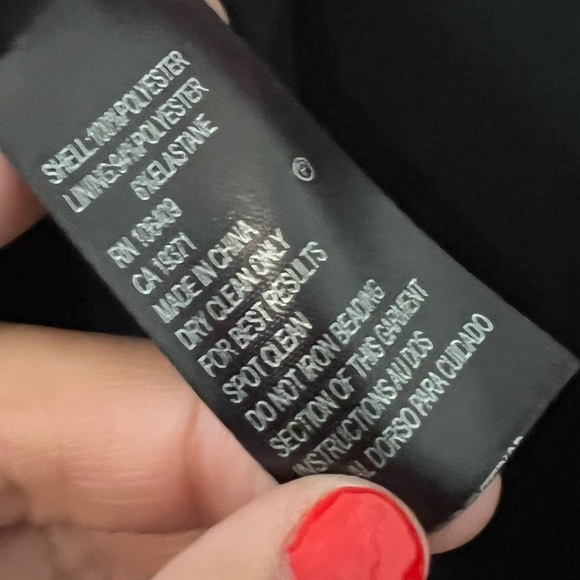 SHELL:100%POLYESTER
LINING:94%POLYESTER
6%ELASTANE
Ⓟ
RN
CA 19371
MADE IN CHINA
DRY CLEAN ONLY
FOR BEST RESULTS
SPOT CLEAN
DO NOT IRON BEADING
SECTION OF THIS GARMENT
INSTRUCTIONS AU DOS
AL DORSO PARA CUIDADO